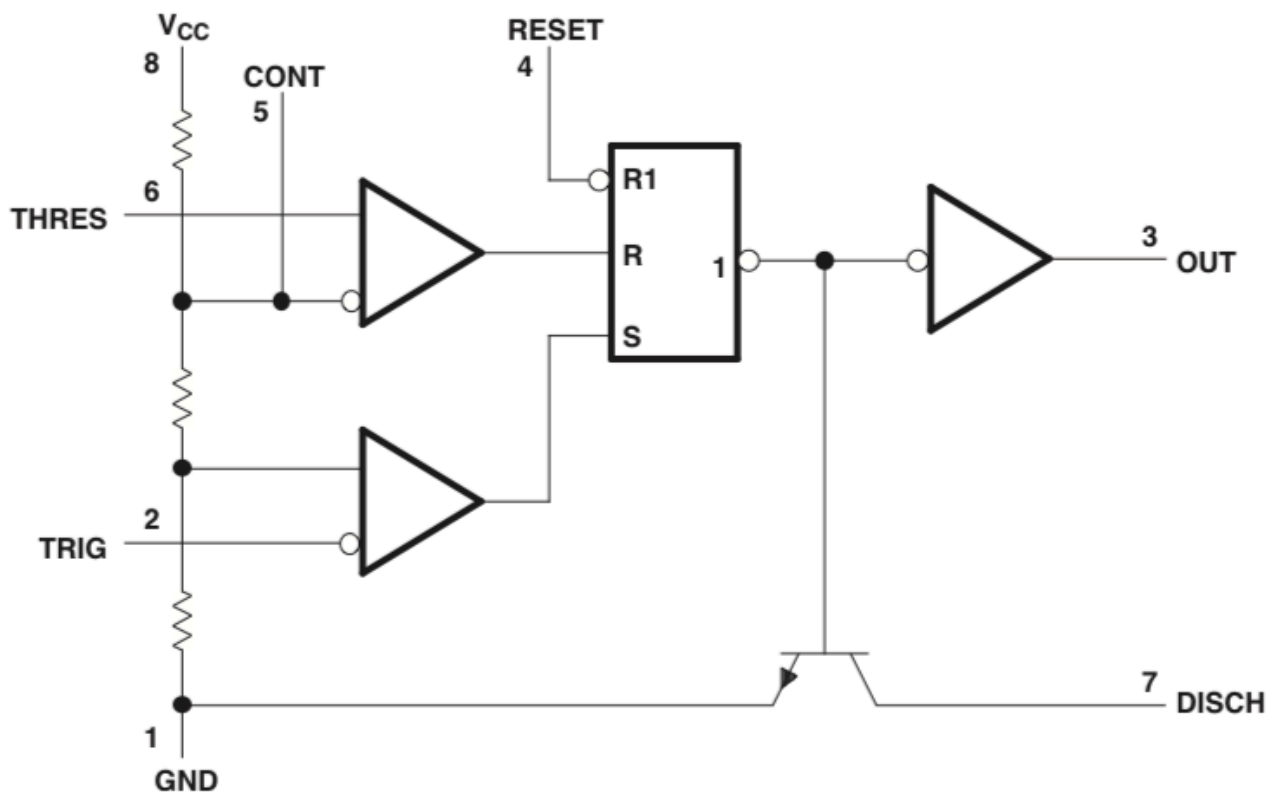 VCC
8
CONT
5
RESET
4
6
THRES
R1
R
1
S
3
OUT
2
TRIG
7
DISCH
1
GND